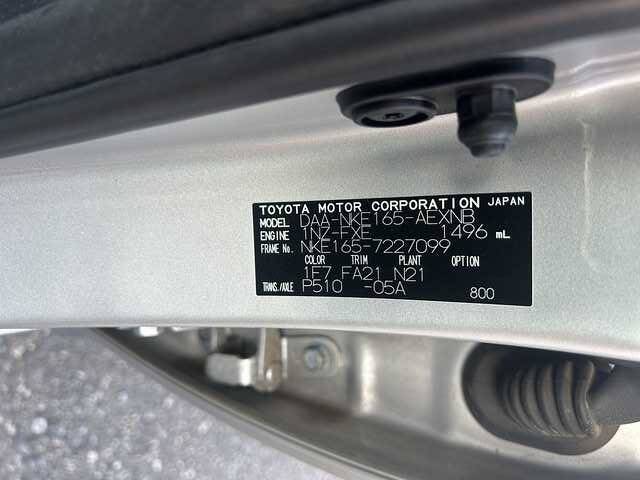 TOYOTA MOTOR CORPORATION JAPAN
MODEL DAA-NKE165-AEXNB
ENGINE 1NZ-FXE 1496 mL
FRAME No. NKE165-7227099
COLOR TRIM PLANT OPTION
1F7 FA21 N21
TRANS./AXLE P510 -05A
800